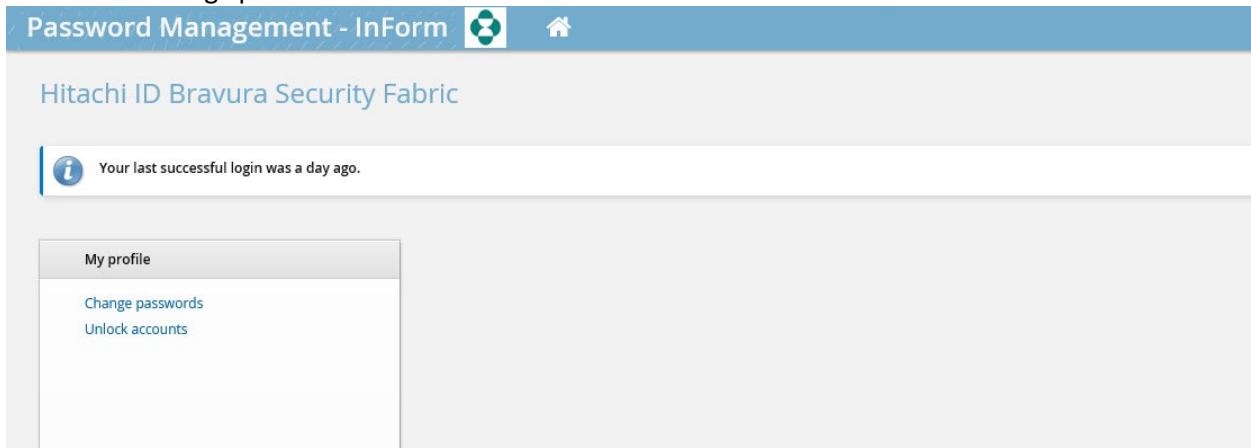 Password Management - InForm
Hitachi ID Bravura Security Fabric
Your last successful login was a day ago.
My profile
Change passwords
Unlock accounts